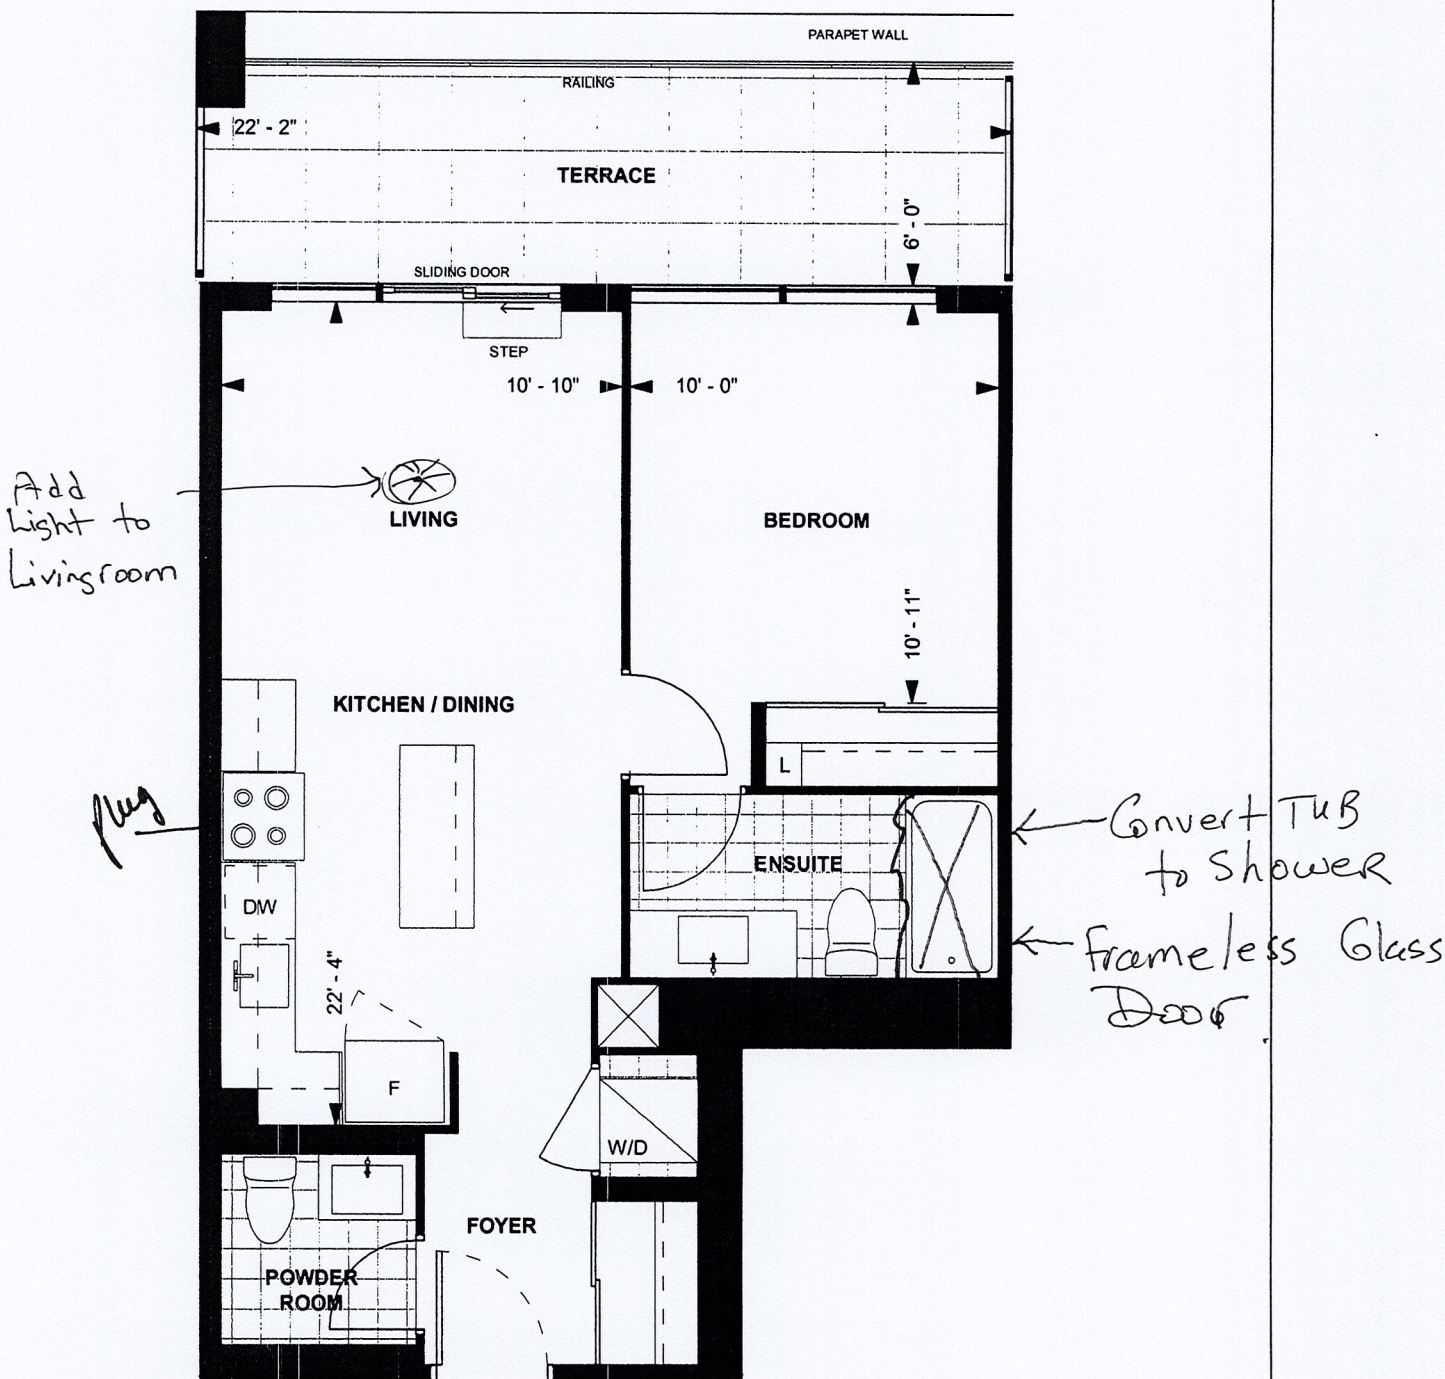 PARAPET WALL
RAILING
22' - 2"
TERRACE
6' - 0"
SLIDING DOOR
STEP
10' - 10"
10' - 0"
Add
Light to
Livingroom
LIVING
BEDROOM
10' - 11"
KITCHEN / DINING
L
plug
Convert TUB
to Shower
ENSUITE
DW
Frameless Glass
Door
22' - 4"
F
W/D
FOYER
POWDER
ROOM